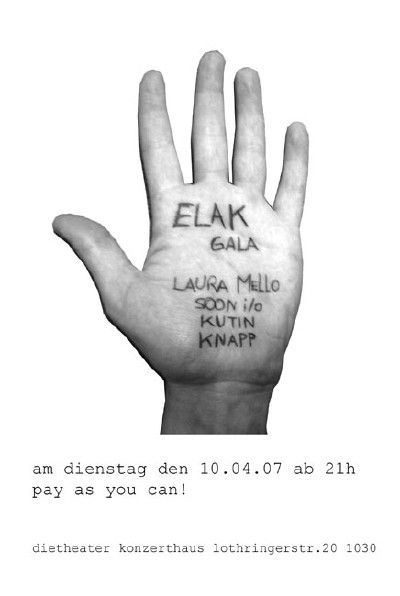 ELAK
GALA
LAURA MELLO
SOON i/o
KUTIN
KNAPP
am dienstag den 10.04.07 ab 21h
pay as you can!
dietheater konzerthaus lothringerstr.20 1030